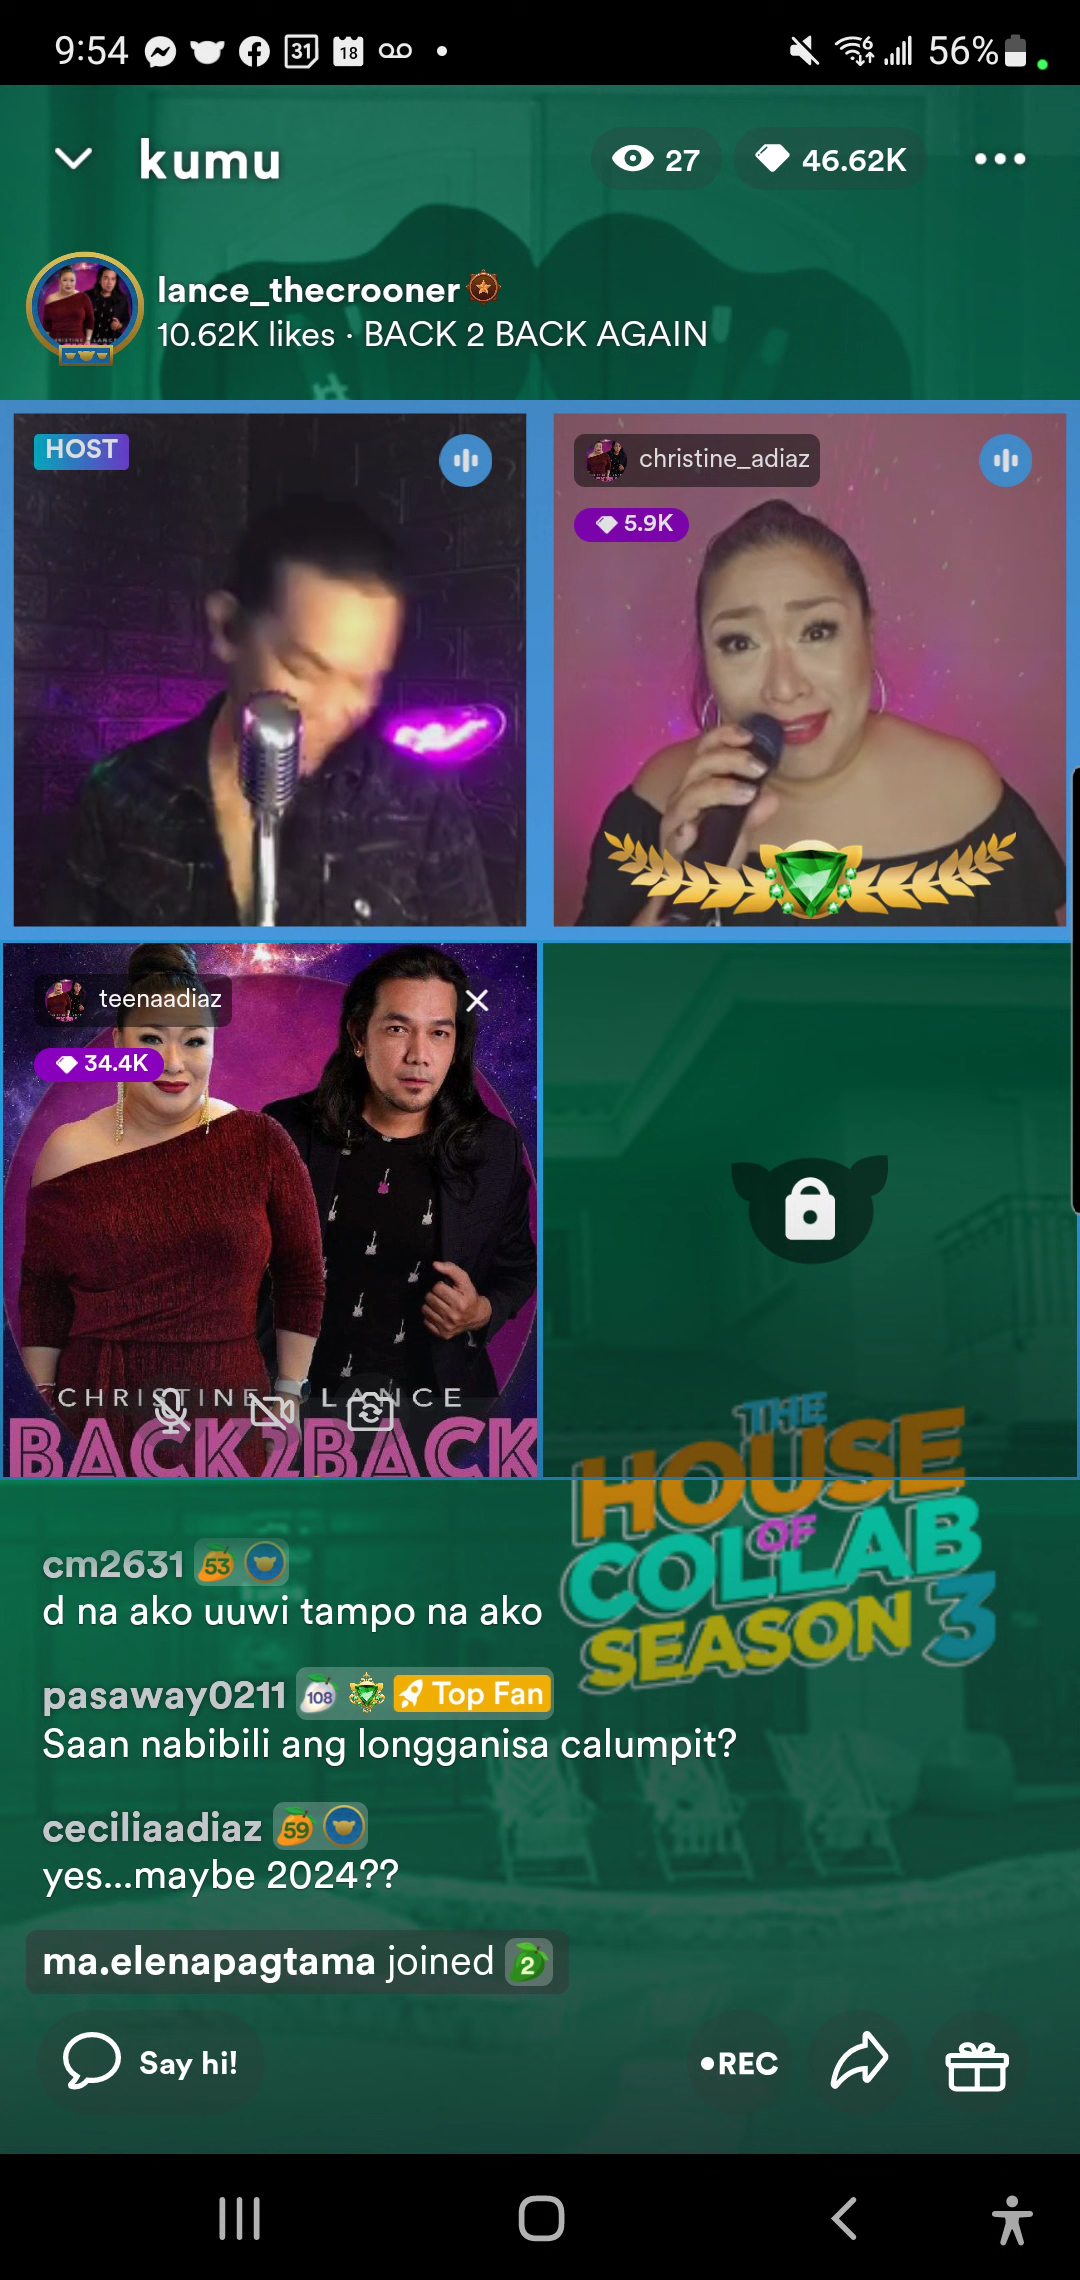 9:54
31
18
6
56%
kumu
27
46.62K
lance_thecrooner
10.62K likes · BACK 2 BACK AGAIN
HOST
christine_adiaz
5.9K
teenaadiaz
34.4K
CHRISTINE LANCE
BACK2BACK
THE
HOUSE
OF
COLLAB
SEASON 3
cm2631 53
d na ako uuwi tampo na ako
pasaway0211 108 Top Fan
Saan nabibili ang longganisa calumpit?
ceciliaadiaz 59
yes...maybe 2024??
ma.elenapagtama joined 2
Say hi!
•REC